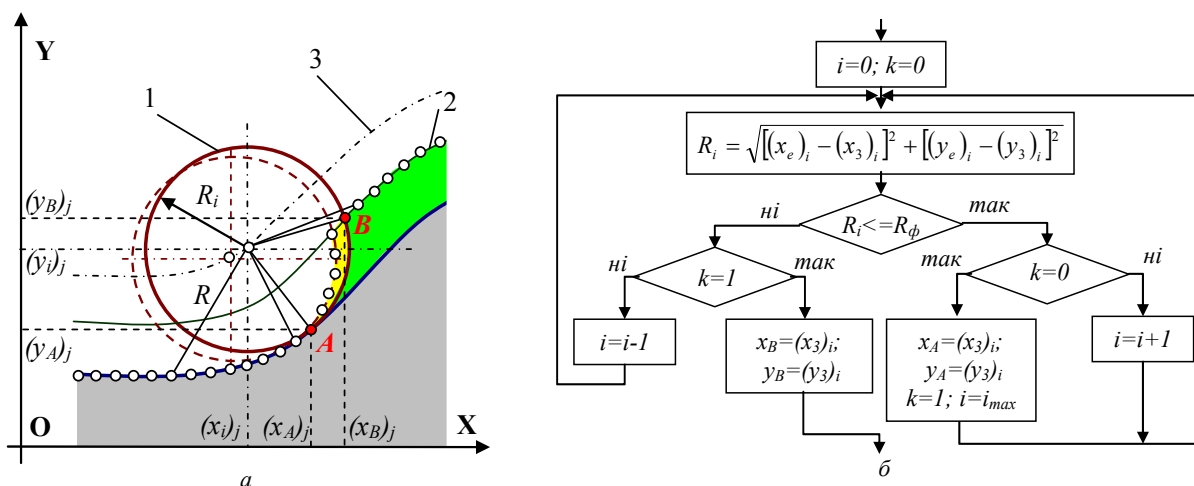 Y
1
3
2
(y_B)_j
R_i
B
(y_i)_j
R
(y_A)_j
A
O
(x_i)_j
(x_A)_j
(x_B)_j
X
a
i=0; k=0
R_i = √[(x_e)_i − (x_3)_i]² + [(y_e)_i − (y_3)_i]²
ні
R_i<=R_ф
так
ні
k=1
так
так
k=0
ні
i=i-1
x_B=(x_3)_i;
y_B=(y_3)_i
x_A=(x_3)_i;
y_A=(y_3)_i
k=1; i=i_max
i=i+1
б